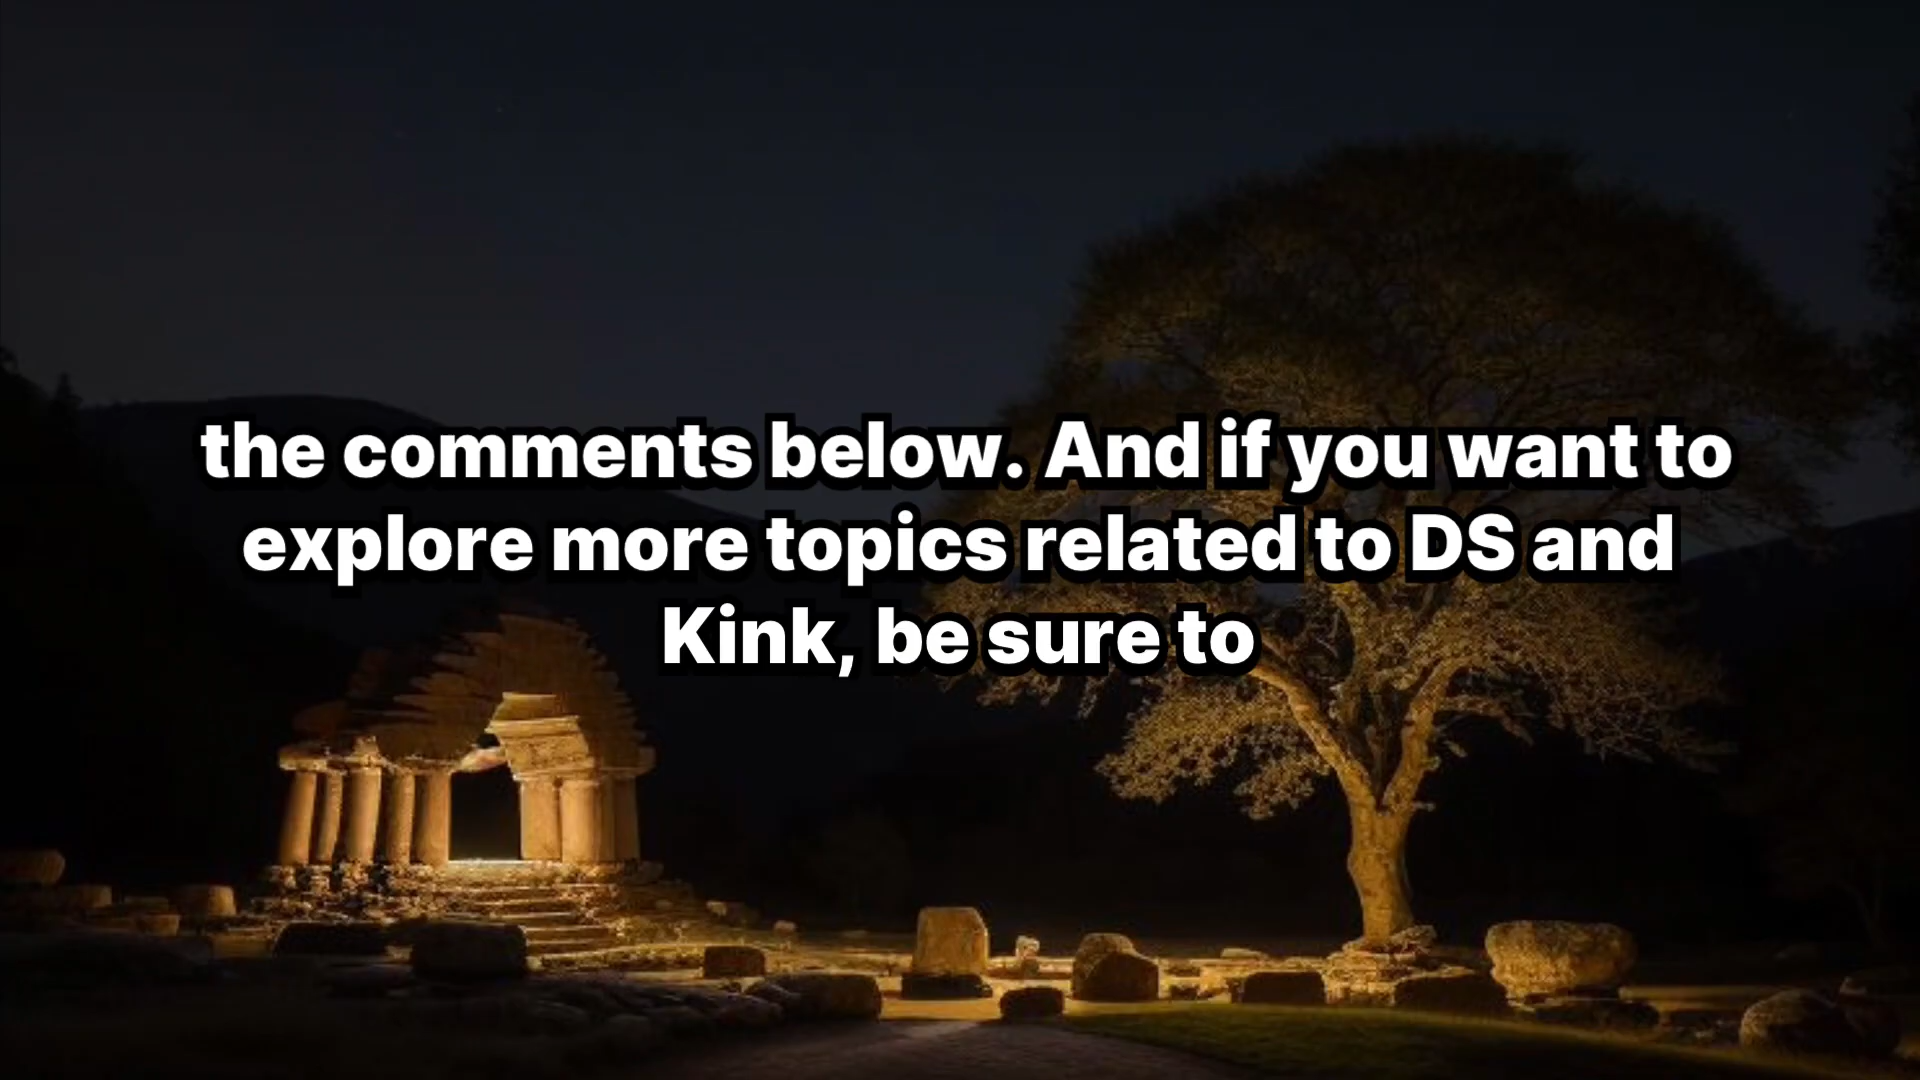 the comments below. And if you want to
explore more topics related to DS and
Kink, be sure to